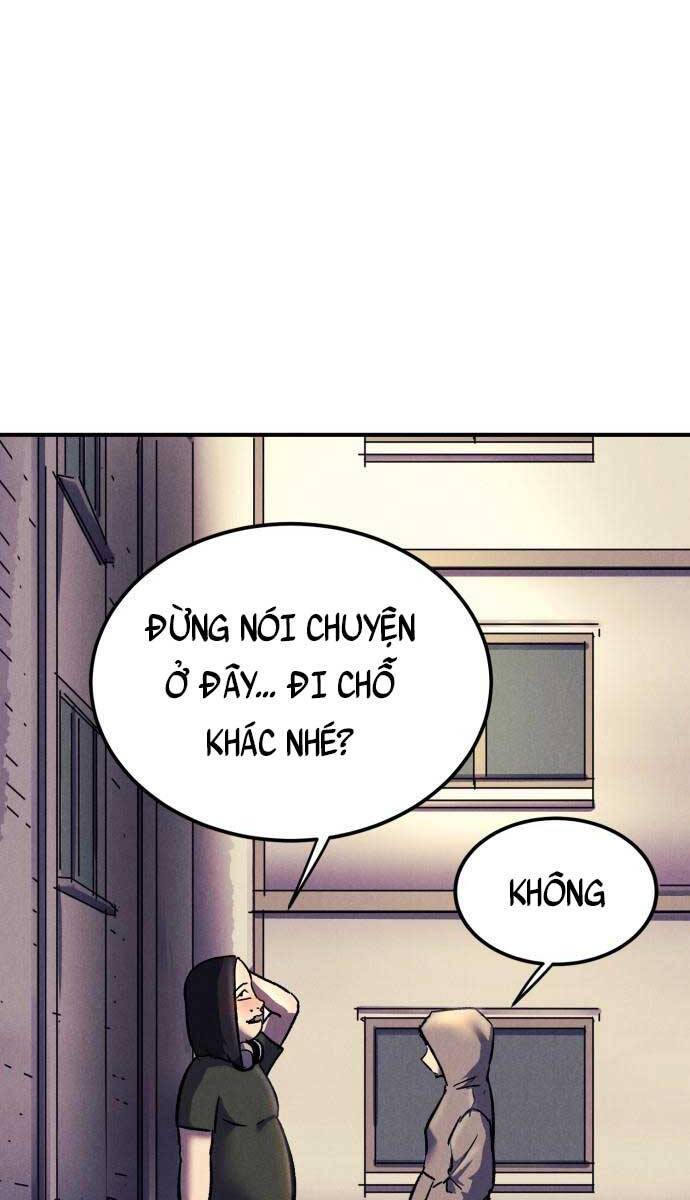 ĐỪNG NÓI CHUYỆN
Ở ĐÂY... ĐI CHỖ
KHÁC NHÉ?
KHÔNG